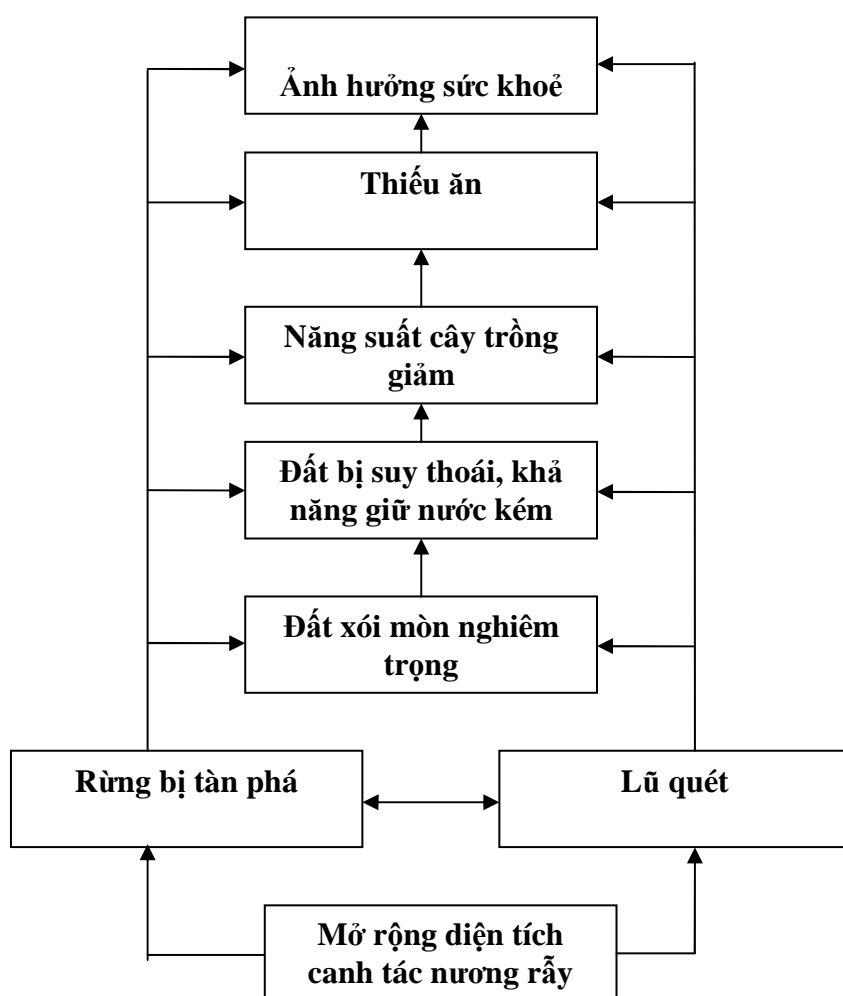 Ảnh hưởng sức khoẻ
Thiếu ăn
Năng suất cây trồng
giảm
Đất bị suy thoái, khả
năng giữ nước kém
Đất xói mòn nghiêm
trọng
Rừng bị tàn phá
Lũ quét
Mở rộng diện tích
canh tác nương rẫy